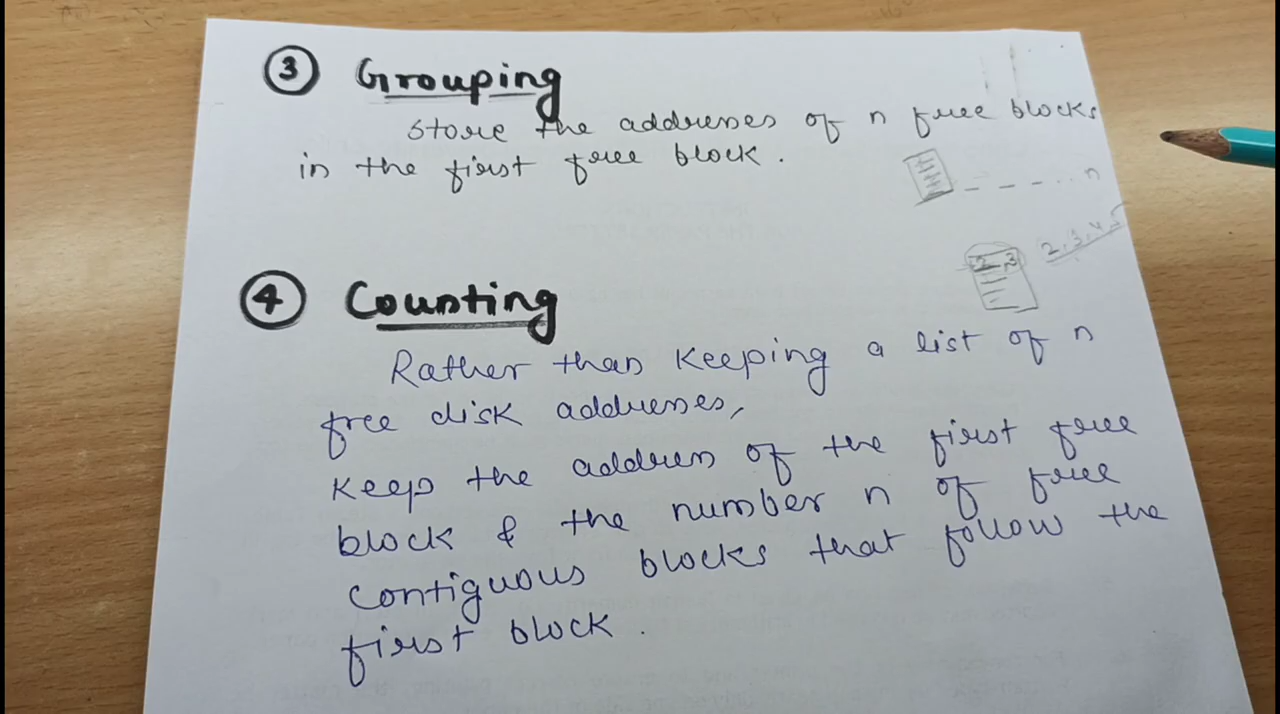 ③ Grouping
Store the addresses of n free blocks
in the first free block.
n
2, 3, 4, 5
2, 3
④ Counting
Rather than keeping a list of n
free disk addresses,
keep the address of the first free
block & the number n of free
contiguous blocks that follow the
first block.